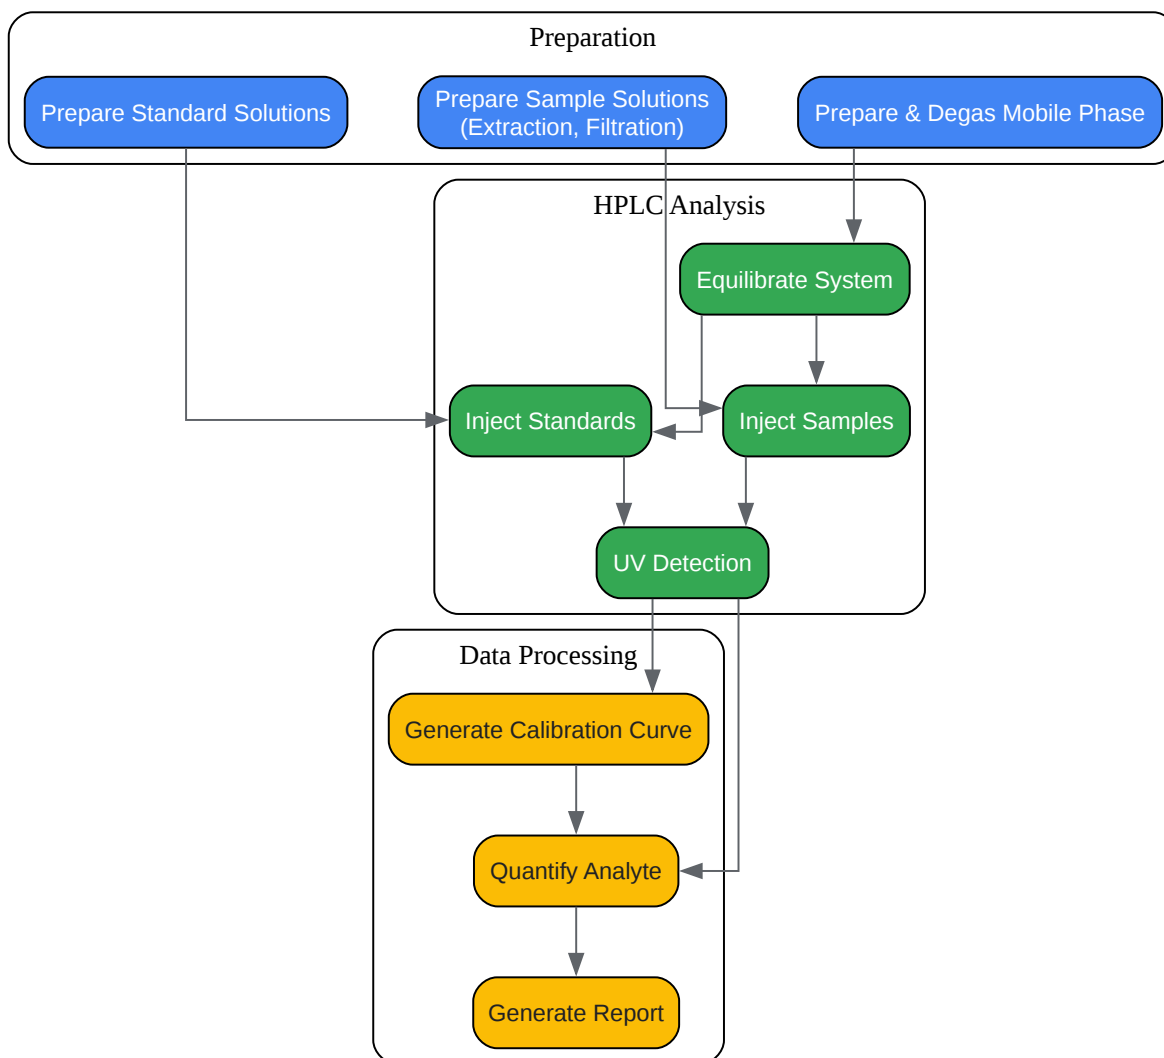 Preparation
Prepare Standard Solutions
Prepare Sample Solutions
(Extraction, Filtration)
Prepare & Degas Mobile Phase
HPLC Analysis
Equilibrate System
Inject Standards
Inject Samples
UV Detection
Data Processing
Generate Calibration Curve
Quantify Analyte
Generate Report